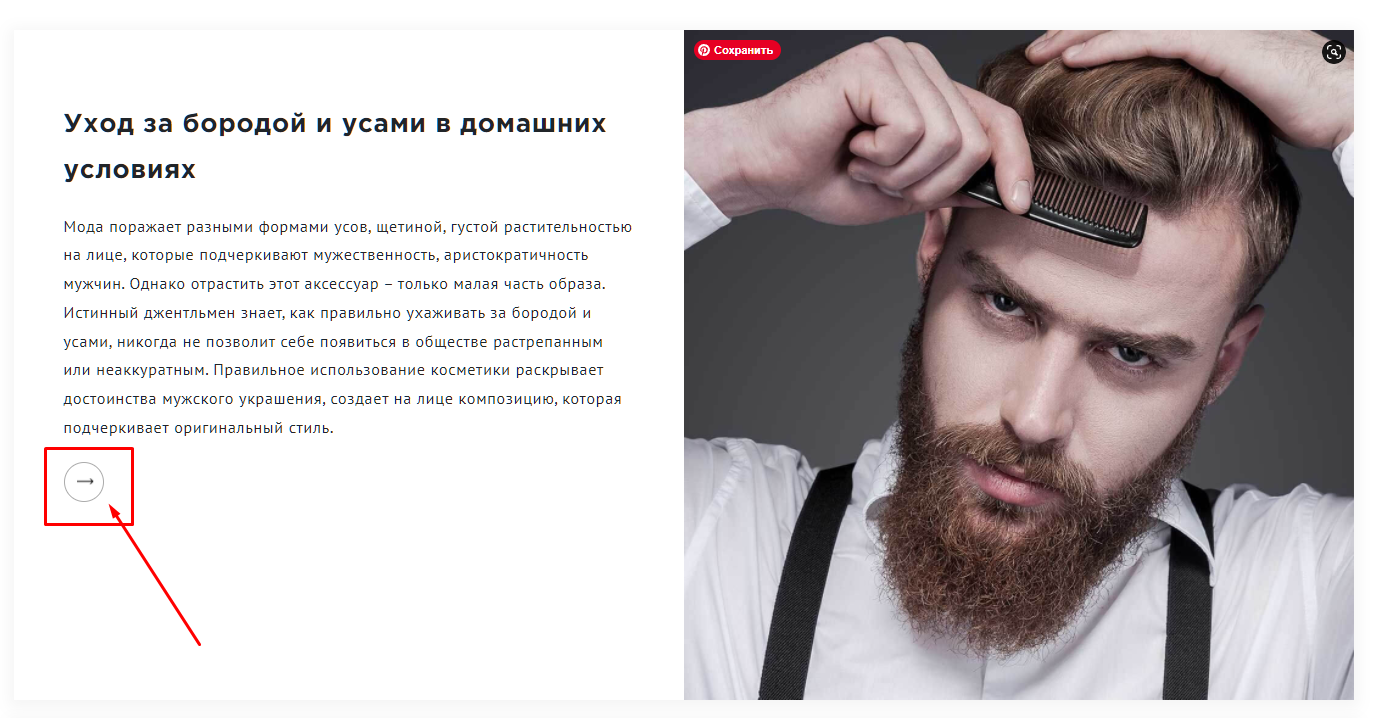 Сохранить
Уход за бородой и усами в домашних
условиях
Мода поражает разными формами усов, щетиной, густой растительностью
на лице, которые подчеркивают мужественность, аристократичность
мужчин. Однако отрастить этот аксессуар – только малая часть образа.
Истинный джентльмен знает, как правильно ухаживать за бородой и
усами, никогда не позволит себе появиться в обществе растрепанным
или неаккуратным. Правильное использование косметики раскрывает
достоинства мужского украшения, создает на лице композицию, которая
подчеркивает оригинальный стиль.